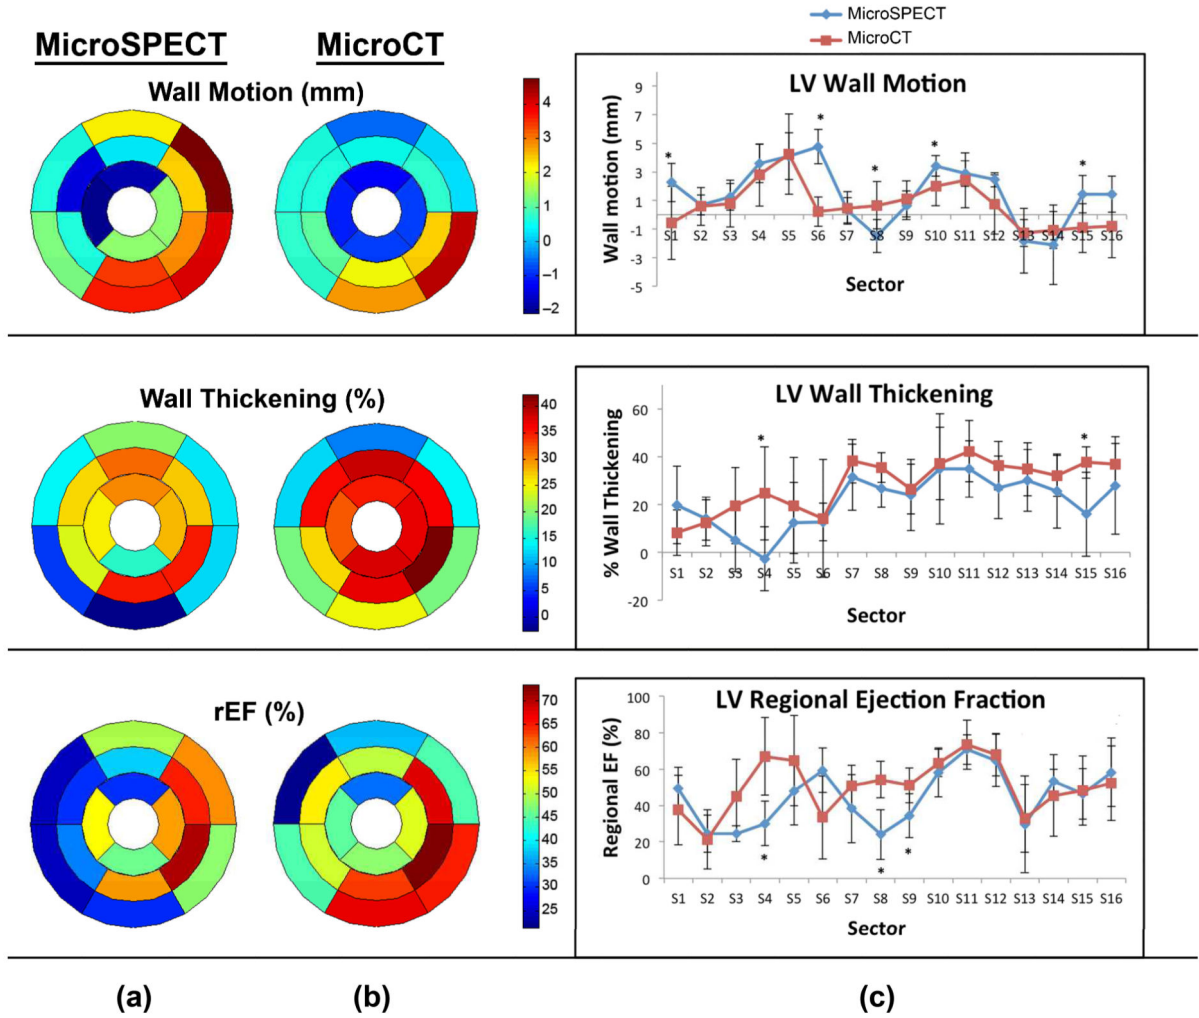 MicroSPECT
MicroCT
MicroSPECT
MicroCT
Wall Motion (mm)
4
3
2
1
0
−1
−2
LV Wall Motion
Wall motion (mm)
9
7
5
3
1
-1
-3
-5
S1 S2 S3 S4 S5 S6 S7 S8 S9 S10 S11 S12 S13 S14 S15 S16
* * * * *
Sector
Wall Thickening (%)
40
35
30
25
20
15
10
5
0
LV Wall Thickening
% Wall Thickening
60
40
20
0
-20
S1 S2 S3 S4 S5 S6 S7 S8 S9 S10 S11 S12 S13 S14 S15 S16
* *
Sector
rEF (%)
70
65
60
55
50
45
40
35
30
25
LV Regional Ejection Fraction
Regional EF (%)
100
80
60
40
20
0
* * *
S1 S2 S3 S4 S5 S6 S7 S8 S9 S10 S11 S12 S13 S14 S15 S16
Sector
(a) (b) (c)